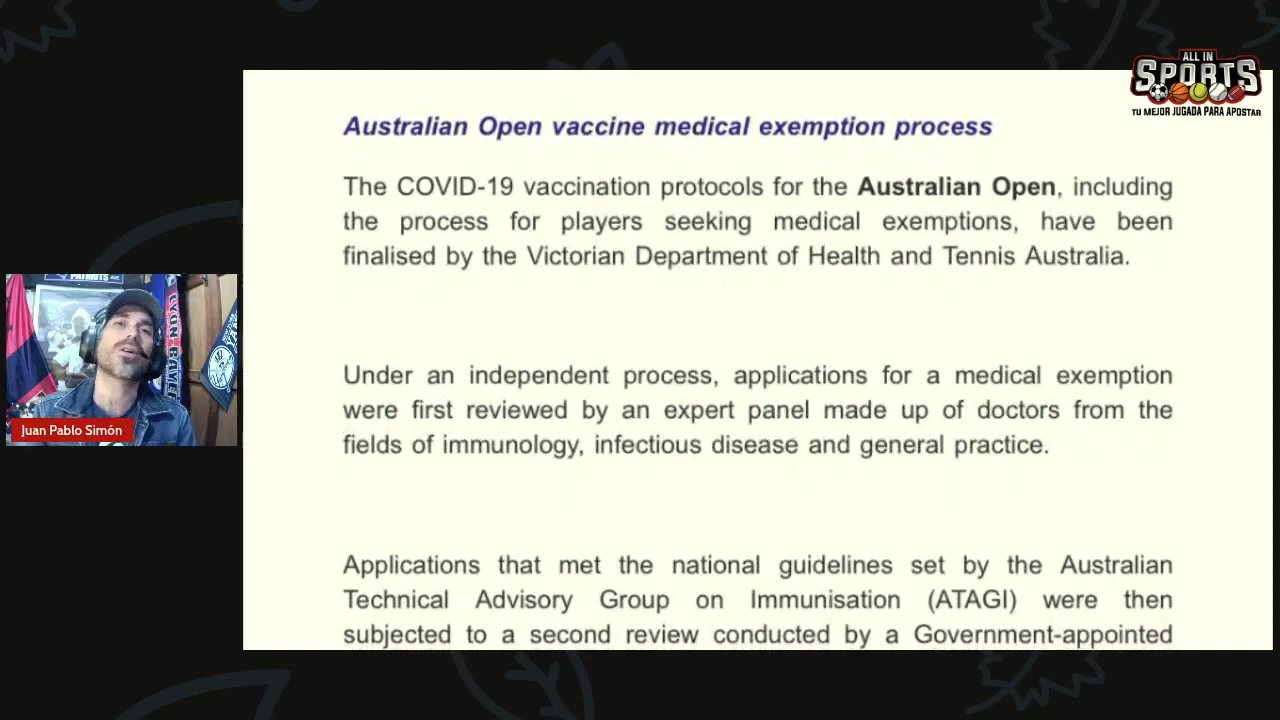 ALL IN
SPORTS
TU MEJOR JUGADA PARA APOSTAR
Australian Open vaccine medical exemption process
The COVID-19 vaccination protocols for the Australian Open, including
the process for players seeking medical exemptions, have been
finalised by the Victorian Department of Health and Tennis Australia.
Under an independent process, applications for a medical exemption
were first reviewed by an expert panel made up of doctors from the
fields of immunology, infectious disease and general practice.
Applications that met the national guidelines set by the Australian
Technical Advisory Group on Immunisation (ATAGI) were then
subjected to a second review conducted by a Government-appointed
PATRIOTS
LYON
Juan Pablo Simón